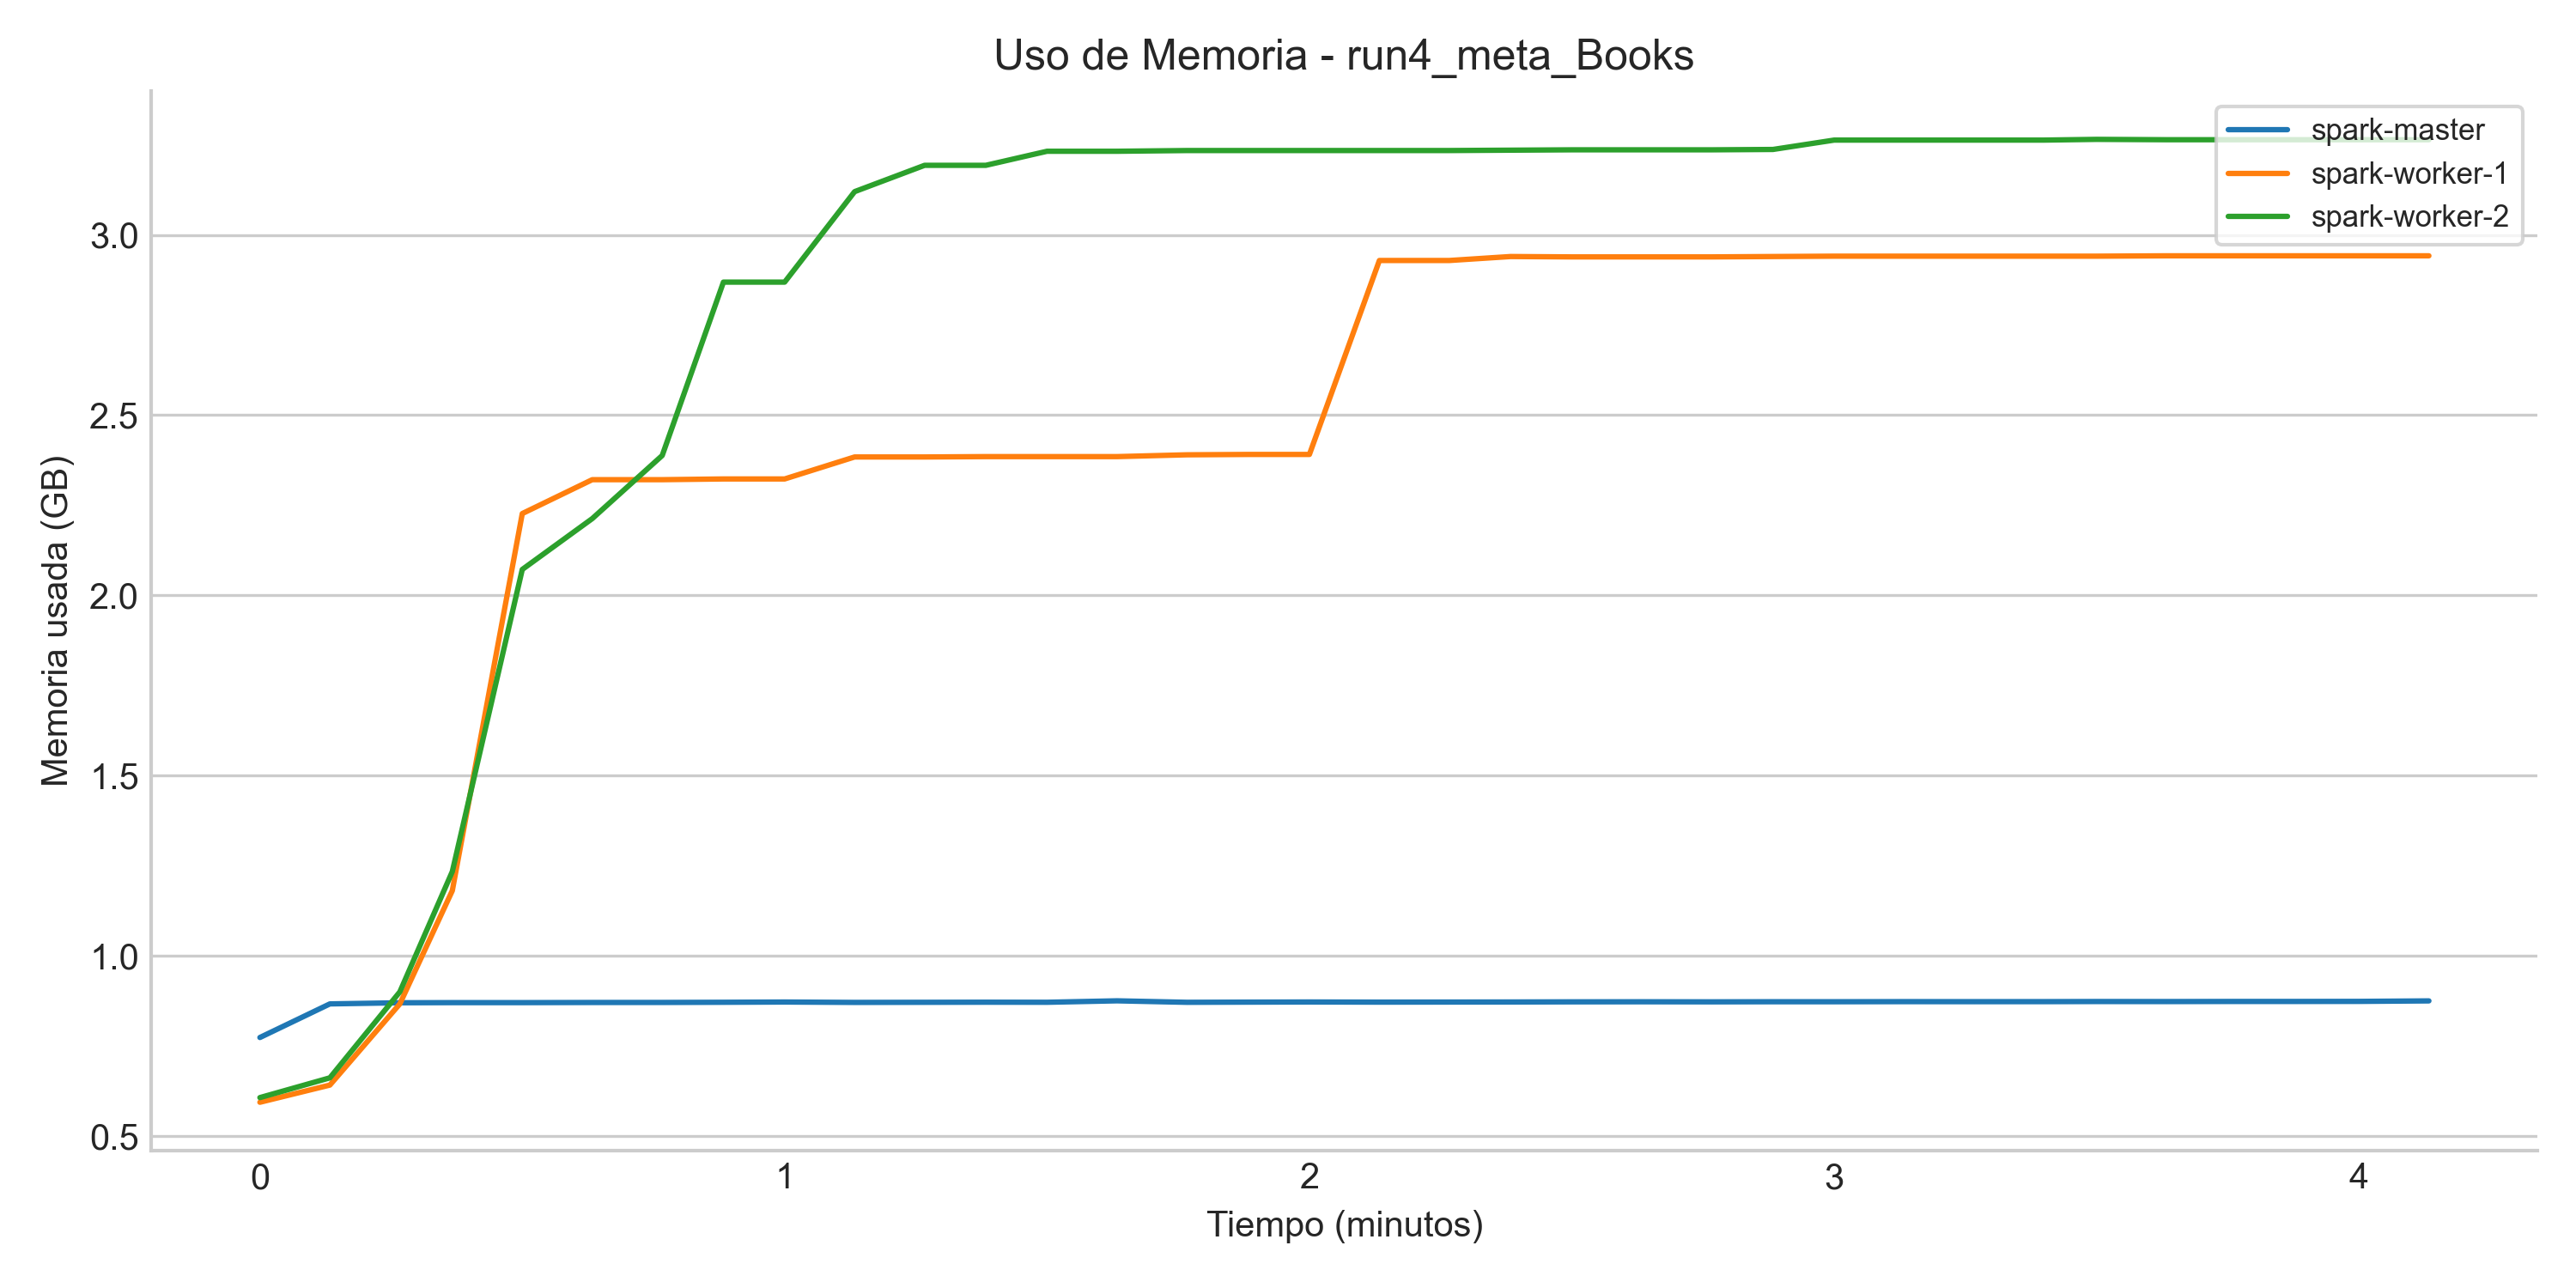 Uso de Memoria - run4_meta_Books
spark-master
spark-worker-1
spark-worker-2
Memoria usada (GB)
3.0
2.5
2.0
1.5
1.0
0.5
0 1 2 3 4
Tiempo (minutos)